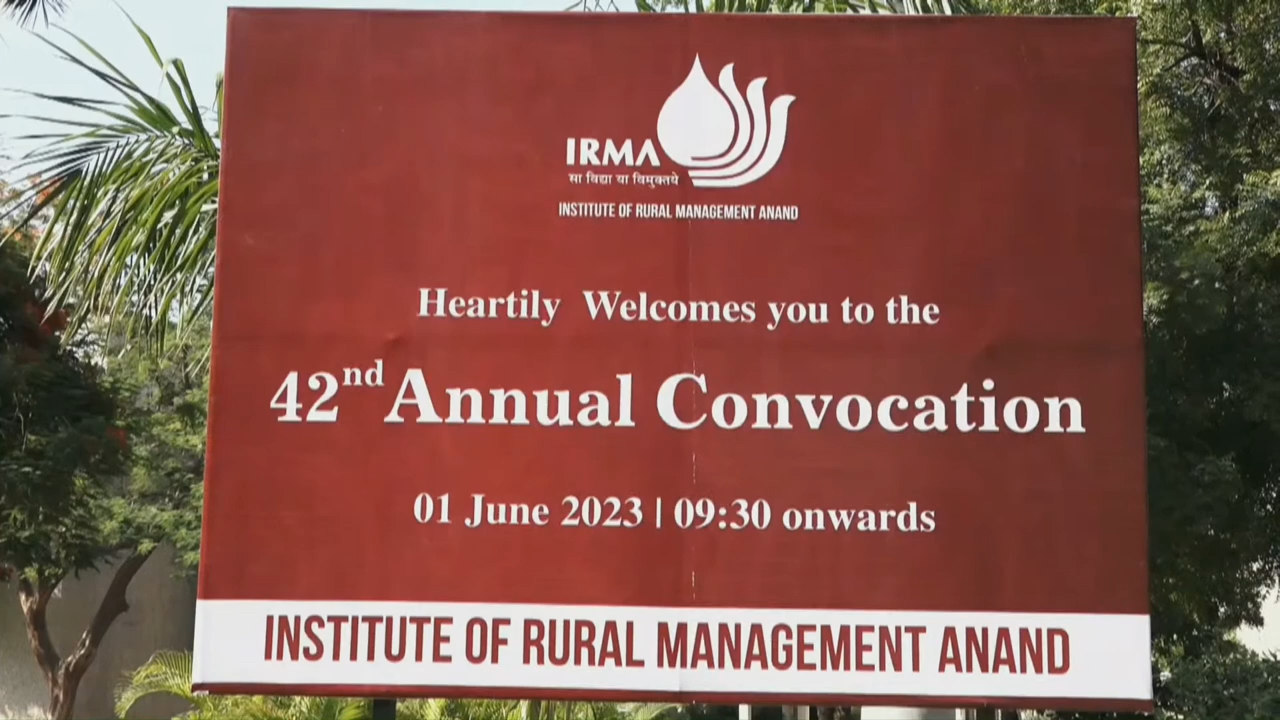 IRMA
सा विद्या या विमुक्तये
INSTITUTE OF RURAL MANAGEMENT ANAND
Heartily Welcomes you to the
42nd Annual Convocation
01 June 2023 | 09:30 onwards
INSTITUTE OF RURAL MANAGEMENT ANAND